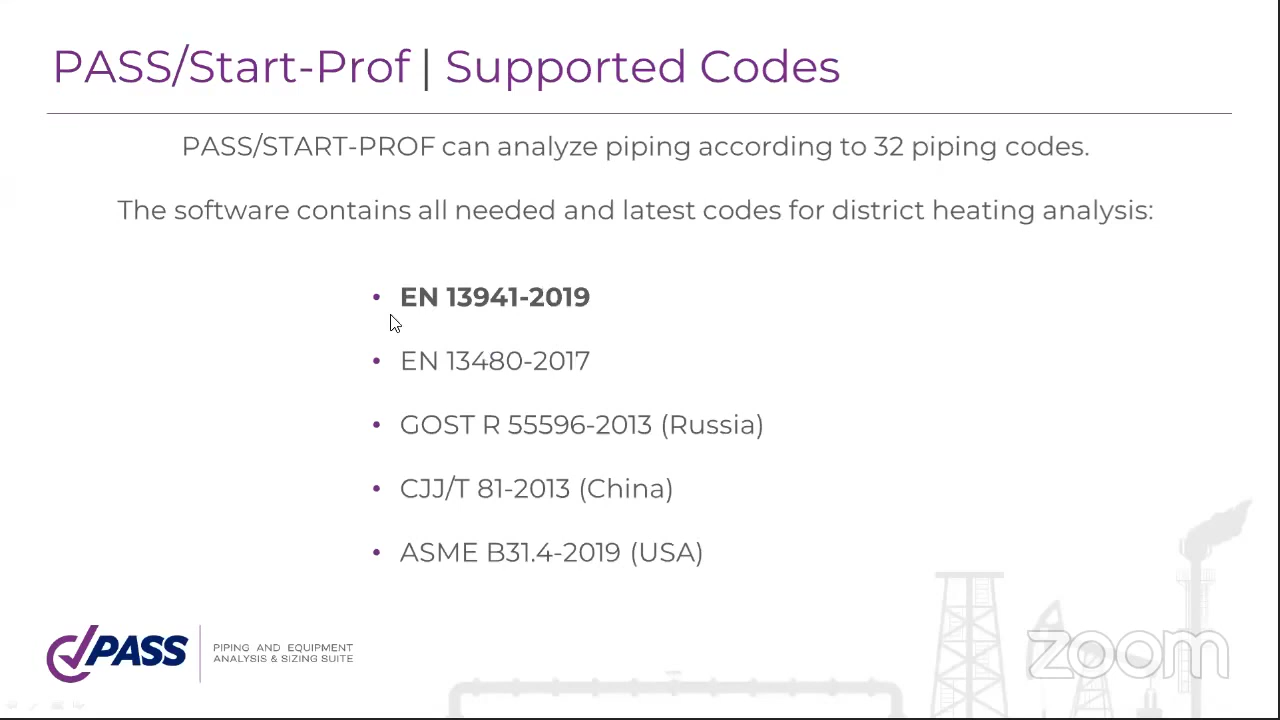 PASS/Start-Prof | Supported Codes
PASS/START-PROF can analyze piping according to 32 piping codes.
The software contains all needed and latest codes for district heating analysis:
• EN 13941-2019
• EN 13480-2017
• GOST R 55596-2013 (Russia)
• CJJ/T 81-2013 (China)
• ASME B31.4-2019 (USA)
PASS
PIPING AND EQUIPMENT
ANALYSIS & SIZING SUITE
zoom